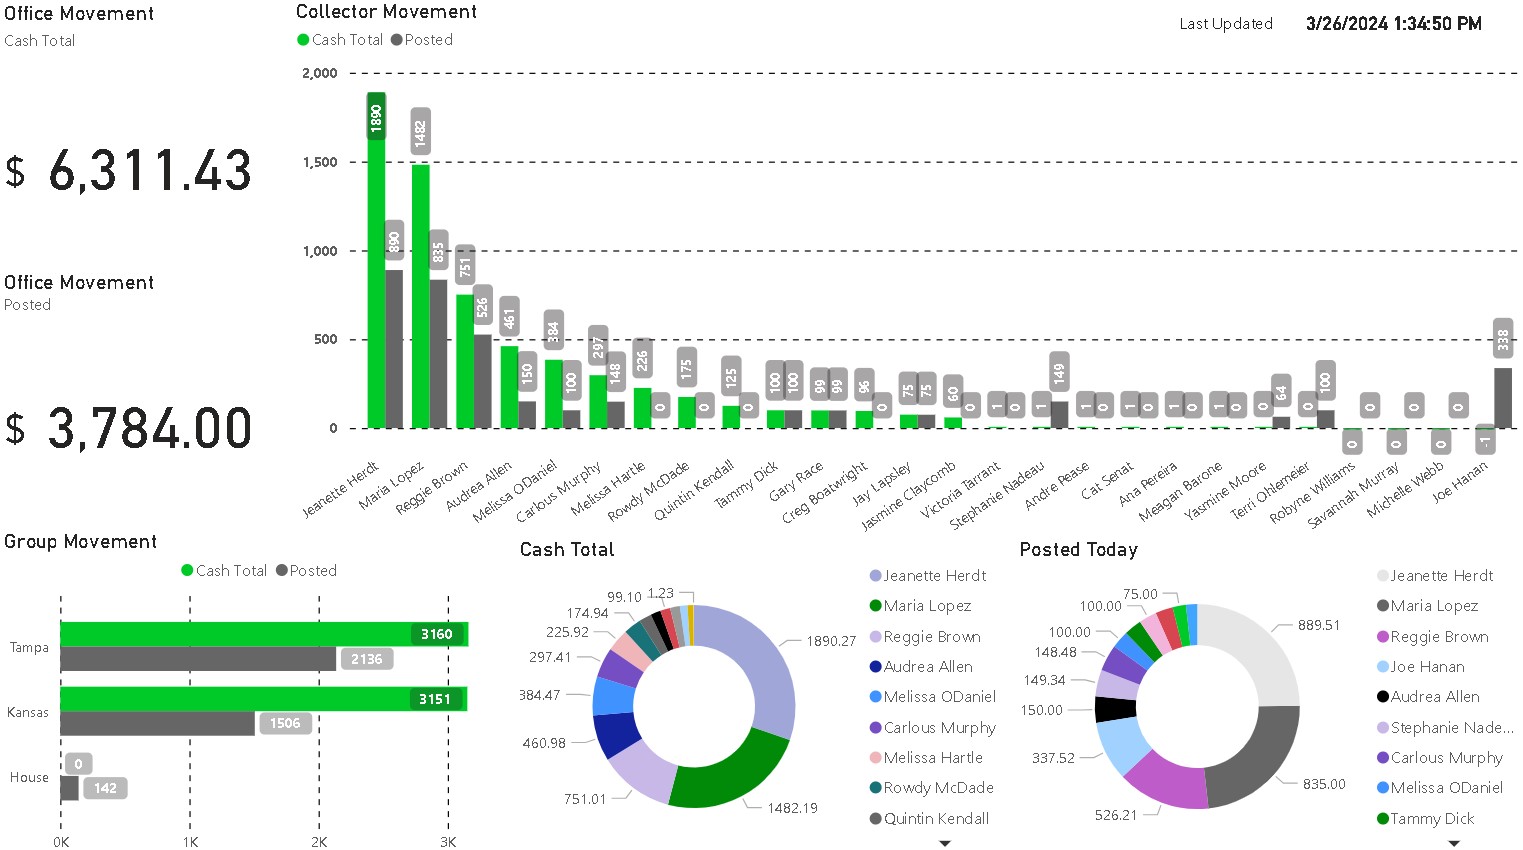 Office Movement
Cash Total
$ 6,311.43
Office Movement
Posted
$ 3,784.00
Collector Movement
Cash Total Posted
Last Updated 3/26/2024 1:34:50 PM
2,000
1,500
1,000
500
0
1890 890 1482 835 751 526 461 150 384 100 297 148 226 0 175 0 125 0 100 100 99 99 96 0 75 75 60 0 1 0 1 149 1 0 1 0 1 0 1 0 0 64 0 100 0 0 0 0 0 0 -1 338
Jeanette Herdt
Maria Lopez
Reggie Brown
Audrea Allen
Melissa ODaniel
Carlous Murphy
Melissa Hartle
Rowdy McDade
Quintin Kendall
Tammy Dick
Gary Race
Creg Boatwright
Jay Lapsley
Jasmine Claycomb
Victoria Tarrant
Stephanie Nadeau
Andre Pease
Cat Senat
Ana Pereira
Meagan Barone
Yasmine Moore
Terri Ohlemeier
Robyne Williams
Savannah Murray
Michelle Webb
Joe Hanan
Group Movement
Cash Total Posted
Tampa
3160
2136
Kansas
3151
1506
House
0
142
0K 1K 2K 3K
Cash Total
1890.27
1482.19
751.01
460.98
384.47
297.41
225.92
174.94
99.10
1.23
Jeanette Herdt
Maria Lopez
Reggie Brown
Audrea Allen
Melissa ODaniel
Carlous Murphy
Melissa Hartle
Rowdy McDade
Quintin Kendall
Posted Today
889.51
835.00
526.21
337.52
150.00
149.34
148.48
100.00
100.00
75.00
Jeanette Herdt
Maria Lopez
Reggie Brown
Joe Hanan
Audrea Allen
Stephanie Nade...
Carlous Murphy
Melissa ODaniel
Tammy Dick